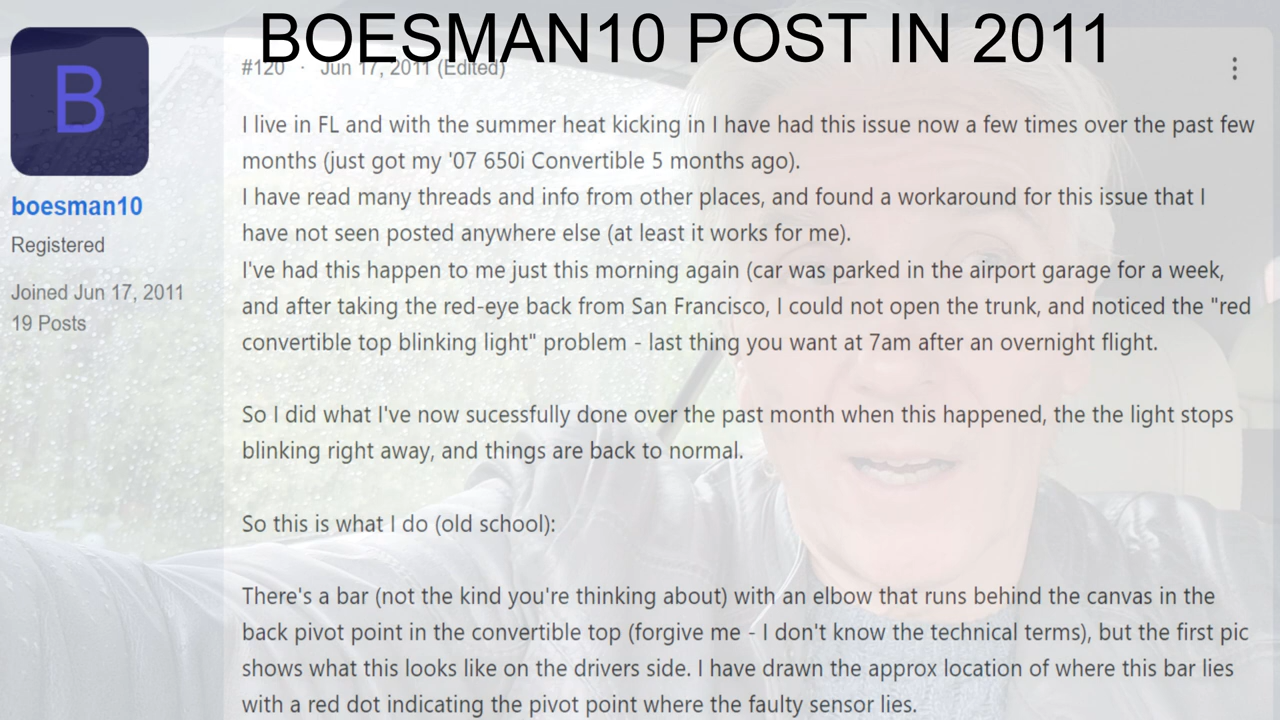 BOESMAN10 POST IN 2011
B
#120 · Jun 17, 2011 (Edited)
boesman10
Registered
Joined Jun 17, 2011
19 Posts
I live in FL and with the summer heat kicking in I have had this issue now a few times over the past few
months (just got my '07 650i Convertible 5 months ago).
I have read many threads and info from other places, and found a workaround for this issue that I
have not seen posted anywhere else (at least it works for me).
I've had this happen to me just this morning again (car was parked in the airport garage for a week,
and after taking the red-eye back from San Francisco, I could not open the trunk, and noticed the "red
convertible top blinking light" problem - last thing you want at 7am after an overnight flight.
So I did what I've now sucessfully done over the past month when this happened, the the light stops
blinking right away, and things are back to normal.
So this is what I do (old school):
There's a bar (not the kind you're thinking about) with an elbow that runs behind the canvas in the
back pivot point in the convertible top (forgive me - I don't know the technical terms), but the first pic
shows what this looks like on the drivers side. I have drawn the approx location of where this bar lies
with a red dot indicating the pivot point where the faulty sensor lies.